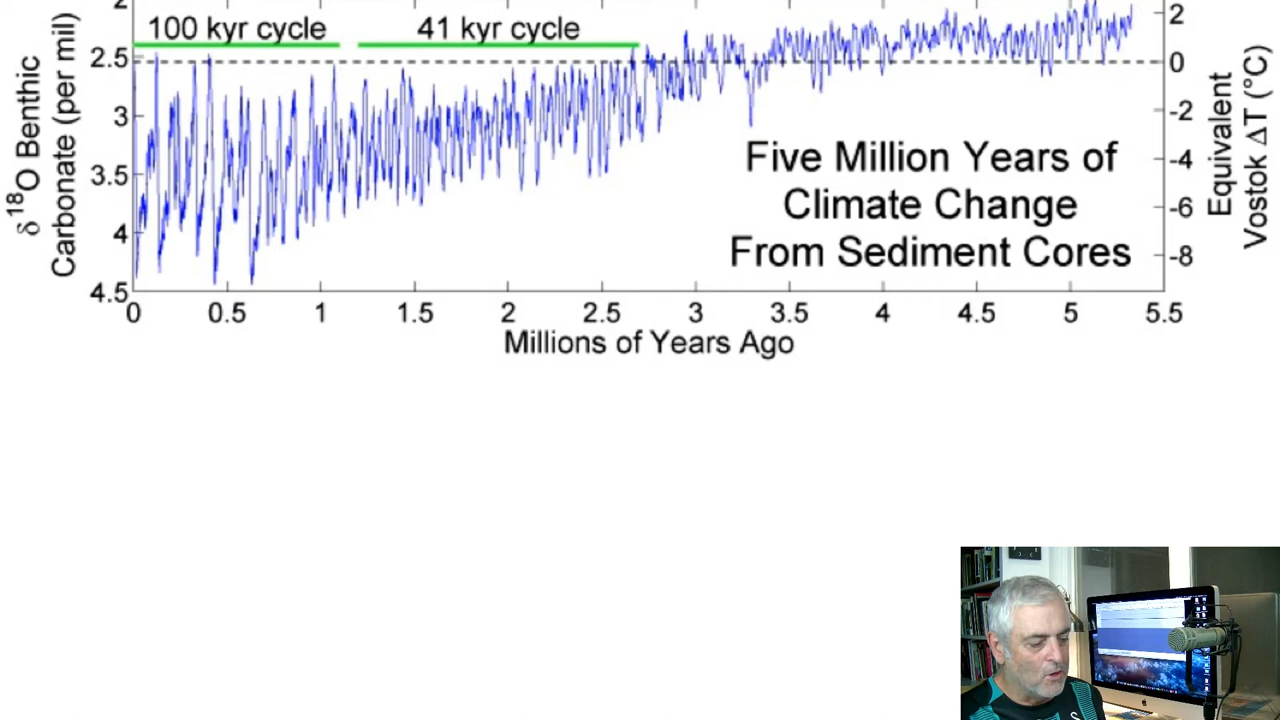 2
100 kyr cycle
41 kyr cycle
2
2.5
0
3
-2
Five Million Years of
3.5
-4
Climate Change
4
-6
From Sediment Cores
-8
4.5
0 0.5 1 1.5 2 2.5 3 3.5 4 4.5 5 5.5
Millions of Years Ago
δ18O Benthic
Carbonate (per mil)
Equivalent
Vostok ΔT (°C)